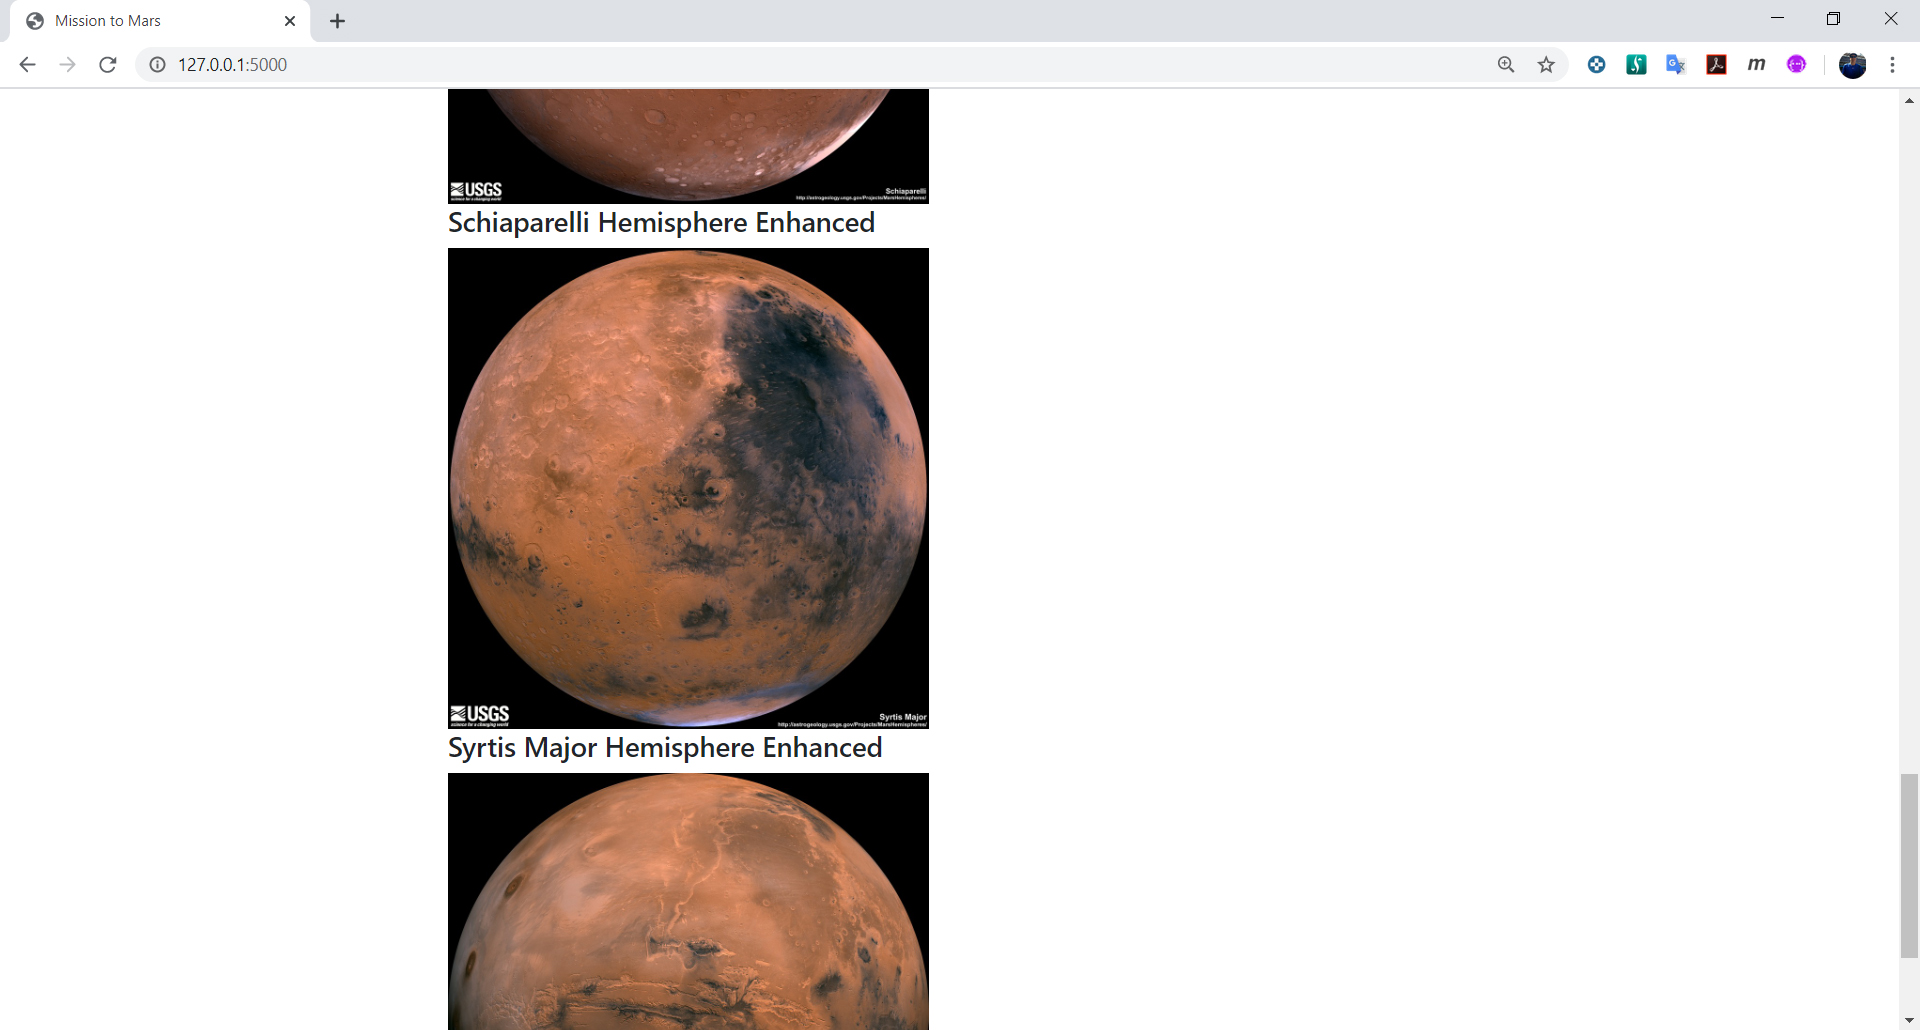 Mission to Mars
127.0.0.1:5000
m
USGS
science for a changing world
Schiaparelli
http://astrogeology.usgs.gov/Projects/MarsHemispheres/
Schiaparelli Hemisphere Enhanced
USGS
science for a changing world
Syrtis Major
http://astrogeology.usgs.gov/Projects/MarsHemispheres/
Syrtis Major Hemisphere Enhanced